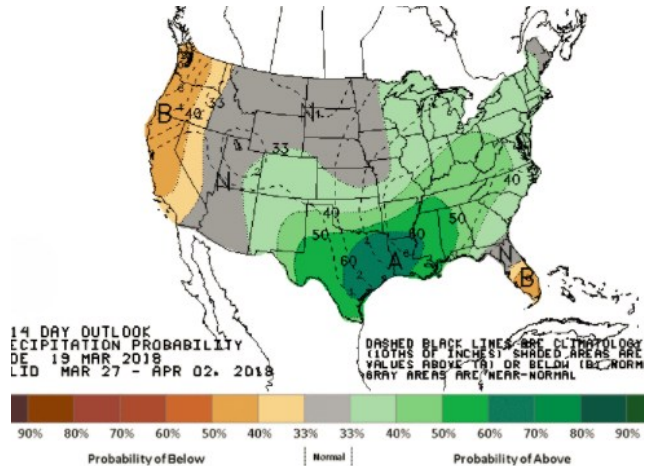 33
B
40
N
33
N
40
50
60
60
A
50
40
N
B
14 DAY OUTLOOK
ECIPITATION PROBABILITY
DE 19 MAR 2018
LID MAR 27 - APR 02, 2018
DASHED BLACK LINES ARE CLIMATOLOGY
(10THS OF INCHES) SHADED AREAS ARE
VALUES ABOVE (A) OR BELOW (B) NORM
GRAY AREAS ARE NEAR-NORMAL
90% 80% 70% 60% 50% 40% 33% 33% 40% 50% 60% 70% 80% 90%
Probability of Below Normal Probability of Above